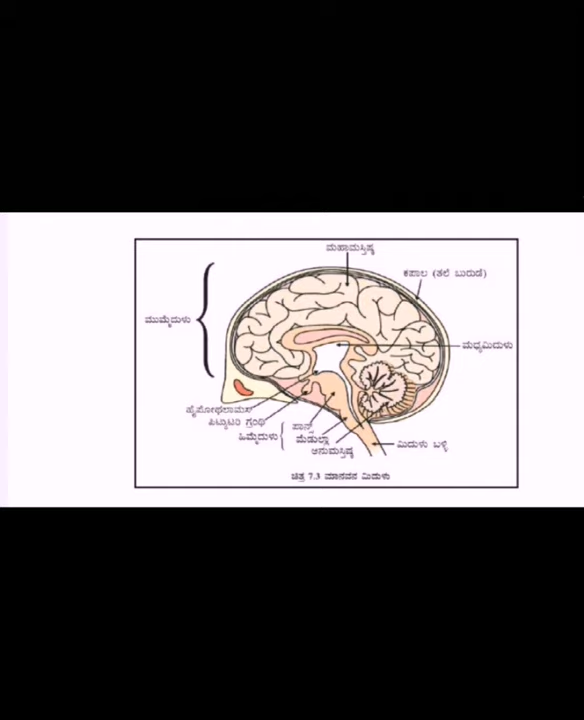 ಮಹಾಮಸ್ತಿಷ್ಕ
ಕಪಾಲ (ತಲೆ ಬುರುಡೆ)
ಮುಮ್ಮೆದುಳು
ಮಧ್ಯಮಿದುಳು
ಹೈಪೋಥಲಾಮಸ್
ಪಿಟ್ಯುಟರಿ ಗ್ರಂಥಿ
ಹಿಮ್ಮೆದುಳು
ಪಾನ್ಸ್
ಮೆಡುಲ್ಲಾ
ಅನುಮಸ್ತಿಷ್ಕ
ಮಿದುಳು ಬಳ್ಳಿ
ಚಿತ್ರ 7.3 ಮಾನವನ ಮಿದುಳು